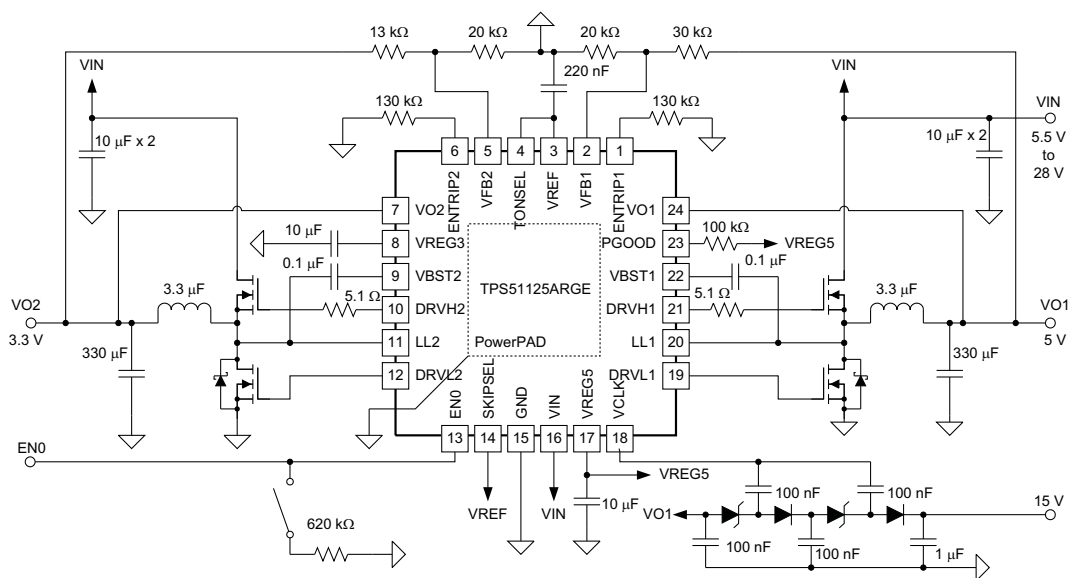 13 kΩ
20 kΩ
20 kΩ
30 kΩ
VIN
220 nF
VIN
130 kΩ
130 kΩ
VIN
10 μF x 2
10 μF x 2
5.5 V
to
28 V
6
5
4
3
2
1
ENTRIP2
VFB2
TONSEL
VREF
VFB1
ENTRIP1
7
VO2
VO1
24
10 μF
8
VREG3
PGOOD
23
100 kΩ
VREG5
0.1 μF
9
VBST2
VBST1
22
0.1 μF
3.3 μF
5.1 Ω
10
DRVH2
TPS51125ARGE
DRVH1
21
5.1 Ω
3.3 μF
VO2
3.3 V
VO1
5 V
330 μF
11
LL2
PowerPAD
LL1
20
330 μF
12
DRVL2
DRVL1
19
EN0
SKIPSEL
GND
VIN
VREG5
VCLK
13
14
15
16
17
18
EN0
VREG5
100 nF
100 nF
10 μF
VREF
VIN
VO1
15 V
620 kΩ
100 nF
100 nF
1 μF